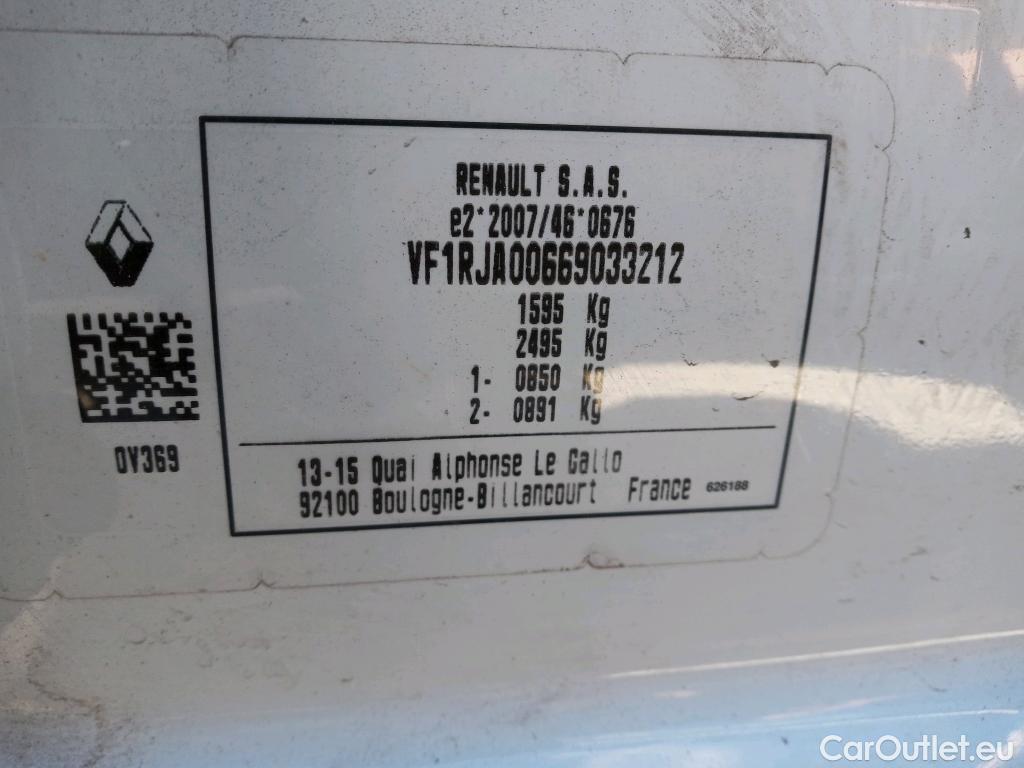 RENAULT S.A.S.
e2*2007/46*0676
VF1RJA00669033212
1595 Kg
2495 Kg
1- 0850 Kg
2- 0891 Kg
0V369
13-15 Quai Alphonse Le Gallo
92100 Boulogne-Billancourt France 626188
CarOutlet.eu